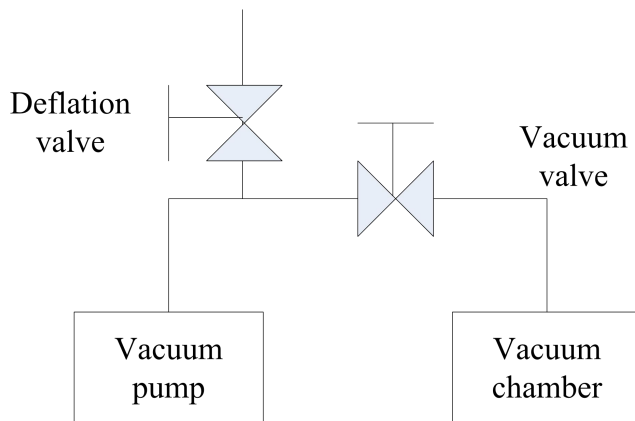 Deflation
valve
Vacuum
valve
Vacuum
pump
Vacuum
chamber